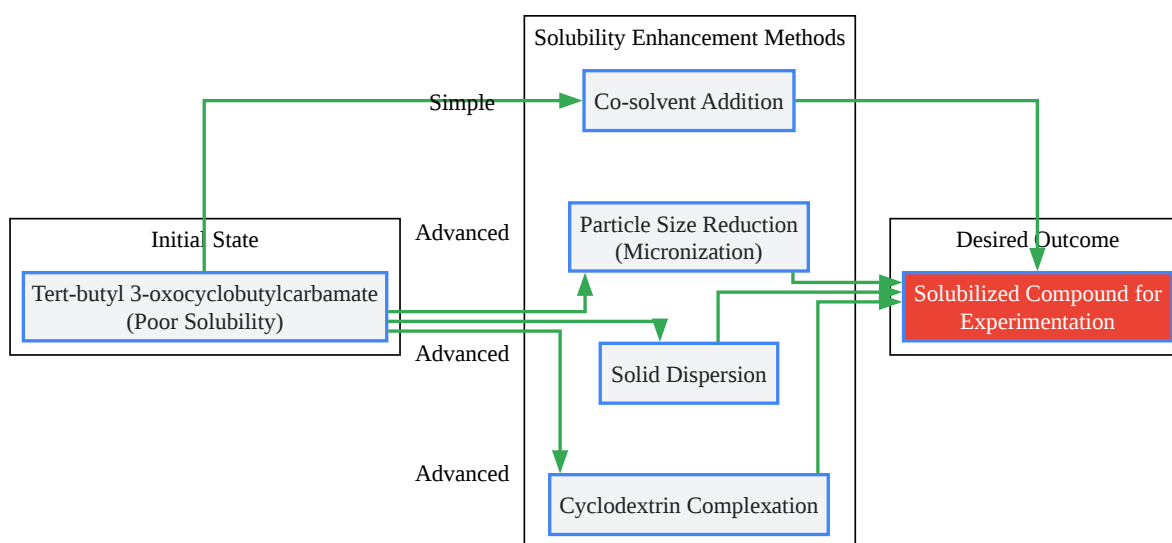 Solubility Enhancement Methods
Simple
Co-solvent Addition
Initial State
Tert-butyl 3-oxocyclobutylcarbamate
(Poor Solubility)
Advanced
Particle Size Reduction
(Micronization)
Advanced
Solid Dispersion
Advanced
Cyclodextrin Complexation
Desired Outcome
Solubilized Compound for
Experimentation